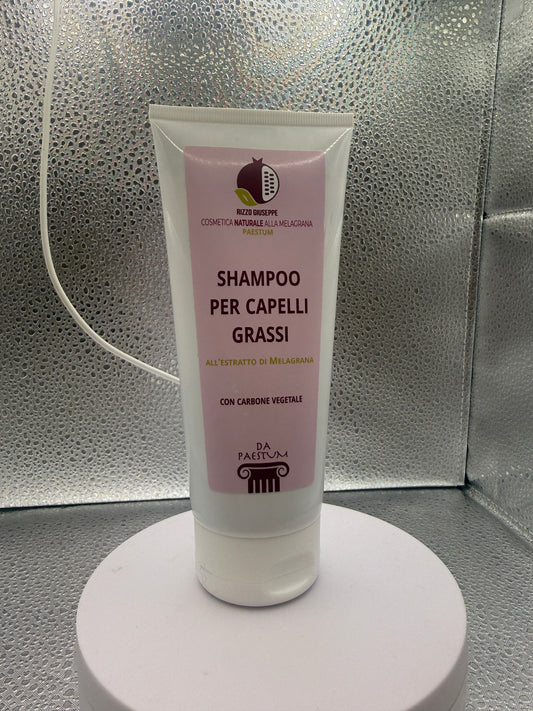 RIZZO GIUSEPPE
COSMETICA NATURALE ALLA MELAGRANA
PAESTUM
SHAMPOO
PER CAPELLI
GRASSI
ALL'ESTRATTO DI MELAGRANA
CON CARBONE VEGETALE
DA
PAESTUM